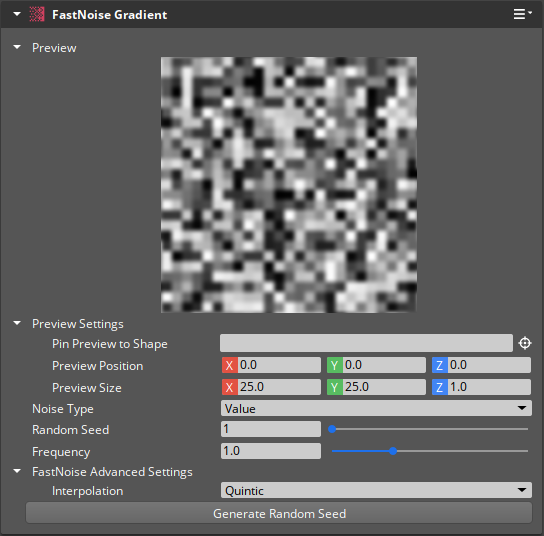 FastNoise Gradient
Preview
Preview Settings
Pin Preview to Shape
Preview Position X 0.0 Y 0.0 Z 0.0
Preview Size X 25.0 Y 25.0 Z 1.0
Noise Type Value
Random Seed 1
Frequency 1.0
FastNoise Advanced Settings
Interpolation Quintic
Generate Random Seed